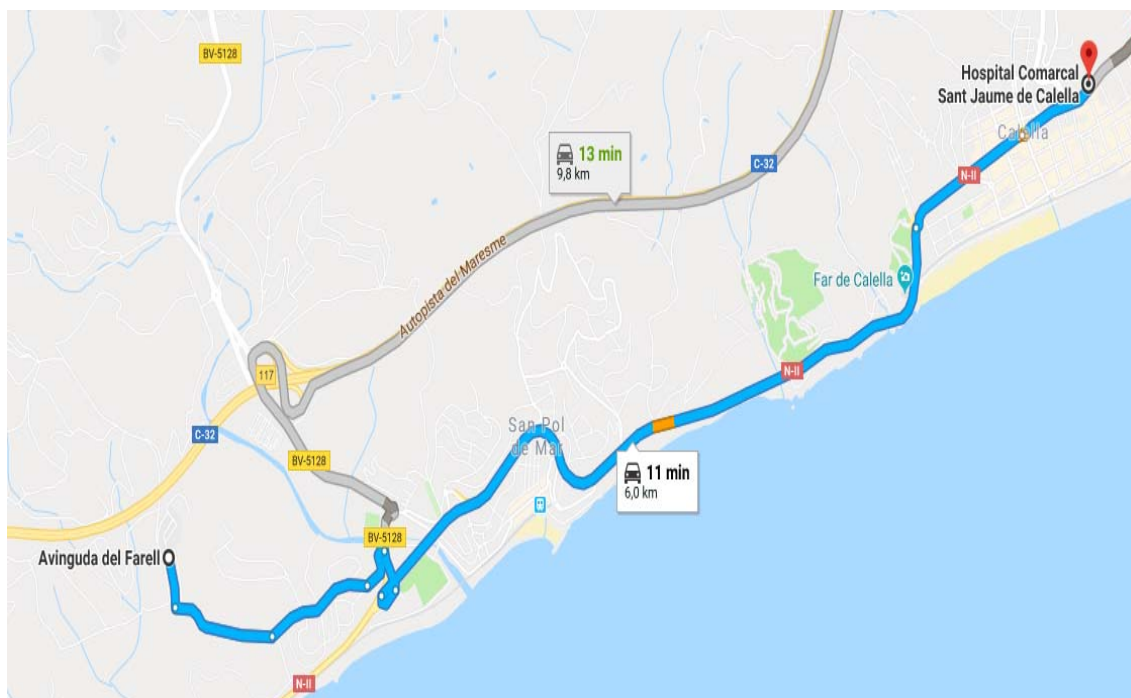 BV-5128
Hospital Comarcal
Sant Jaume de Calella
Calella
13 min
9,8 km
C-32
N-II
Autopista del Maresme
Far de Calella
117
N-II
C-32
San Pol
de Mar
BV-5128
11 min
6,0 km
BV-5128
Avinguda del Farell
N-II